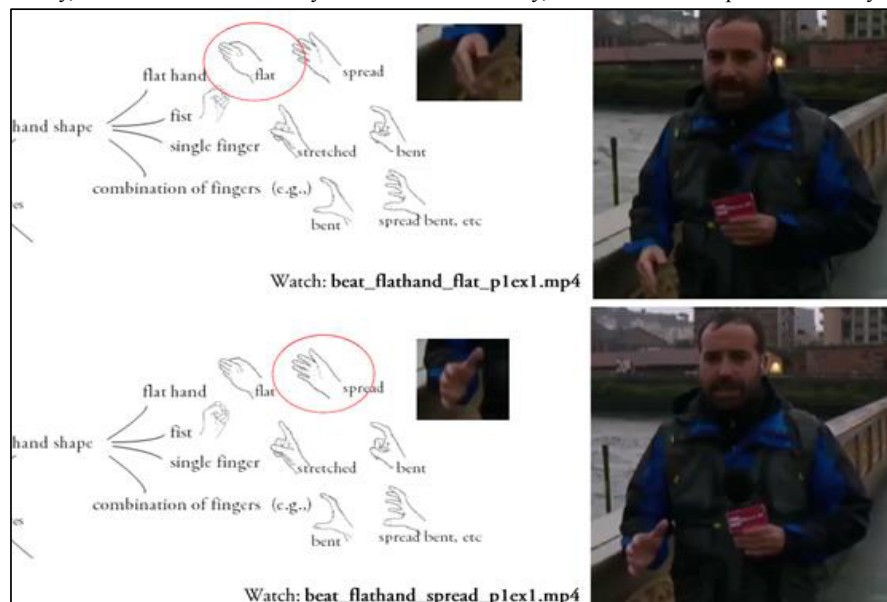 flat hand
flat
spread
fist
hand shape
single finger
stretched
bent
combination of fingers (e.g.,)
bent
spread bent, etc
es
Watch: beat_flathand_flat_p1ex1.mp4
flat hand
flat
spread
fist
hand shape
single finger
stretched
bent
combination of fingers (e.g.,)
bent
spread bent, etc
es
Watch: beat_flathand_spread_p1ex1.mp4